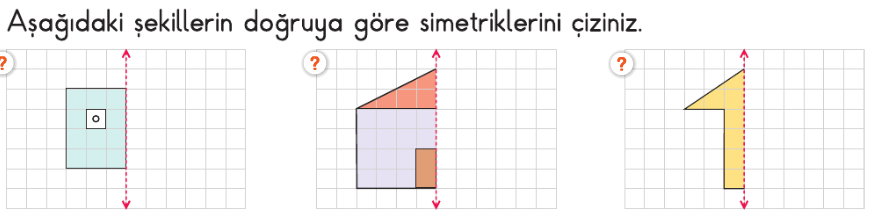 Aşağıdaki şekillerin doğruya göre simetriklerini çiziniz.
? ? ?